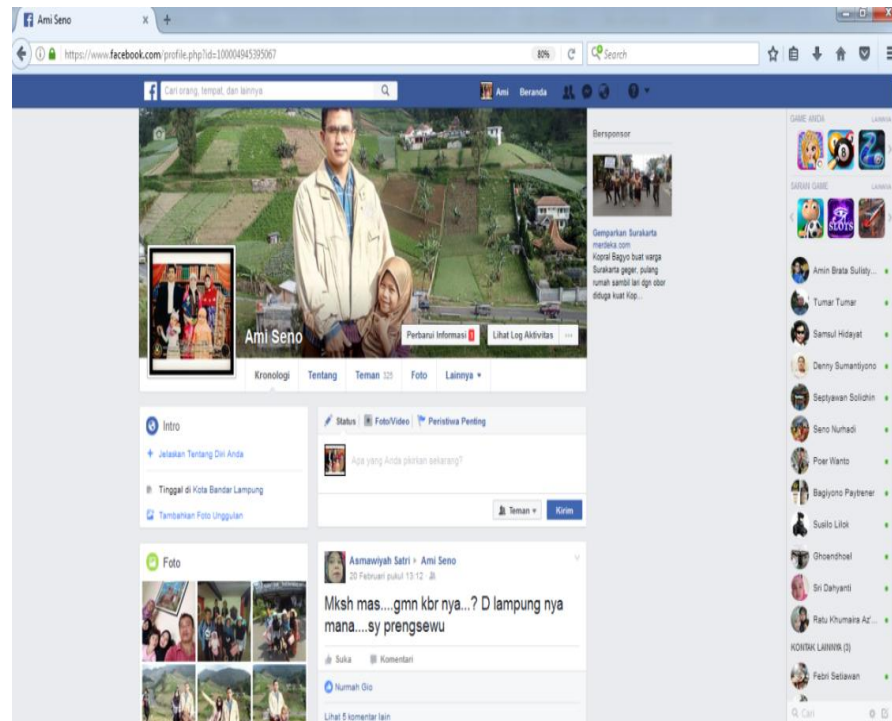 Ami Seno
https://www.facebook.com/profile.php?id=100004945395067
80%
Search
Cari orang, tempat, dan lainnya
Ami
Beranda
Ami Seno
Perbarui Informasi 1
Lihat Log Aktivitas
Kronologi
Tentang
Teman 325
Foto
Lainnya
Intro
Jelaskan Tentang Diri Anda
Tinggal di Kota Bandar Lampung
Tambahkan Foto Unggulan
Foto
Status
Foto/Video
Peristiwa Penting
Apa yang Anda pikirkan sekarang?
Teman
Kirim
Asmawiyah Satri
Ami Seno
20 Februari pukul 13:12
Mksh mas....gmn kbr nya...? D lampung nya
mana....sy prengsewu
Suka
Komentari
Nurmah Gio
Lihat 5 komentar lain
Bersponsor
Gemparkan Surakarta
merdeka.com
Kopral Bagyo buat warga
Surakarta geger, pulang
rumah sambil lari dgn obor
diduga kuat Kop...
GAME ANDA
SARAN GAME
SLOTS
Amin Brata Sulisty...
Tumar Tumar
Samsul Hidayat
Denny Sumantiyono
Septyawan Solichin
Seno Nurhadi
Poer Wanto
Bagiyono Paytrener
Susilo Lilok
Ghoendhoel
Sri Dahyanti
Ratu Khumaira Az'...
KONTAK LAINNYA (3)
Febri Setiawan
Cari